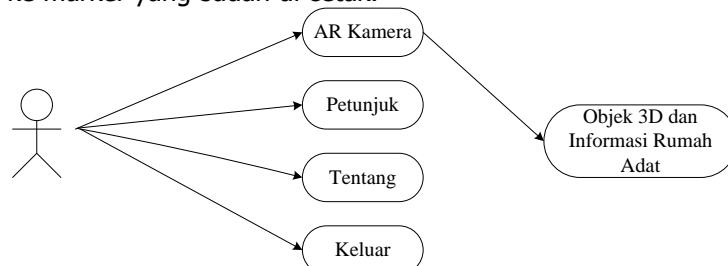 ke marker yang sudah di cetak.
AR Kamera
Petunjuk
Objek 3D dan
Informasi Rumah
Adat
Tentang
Keluar